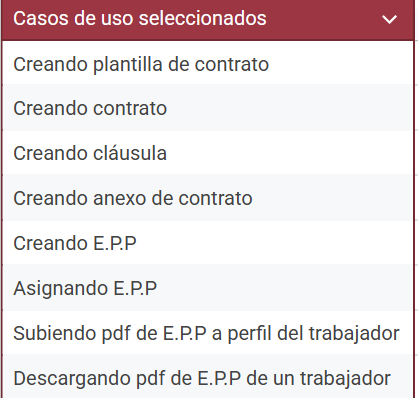 Casos de uso seleccionados
Creando plantilla de contrato
Creando contrato
Creando cláusula
Creando anexo de contrato
Creando E.P.P
Asignando E.P.P
Subiendo pdf de E.P.P a perfil del trabajador
Descargando pdf de E.P.P de un trabajador